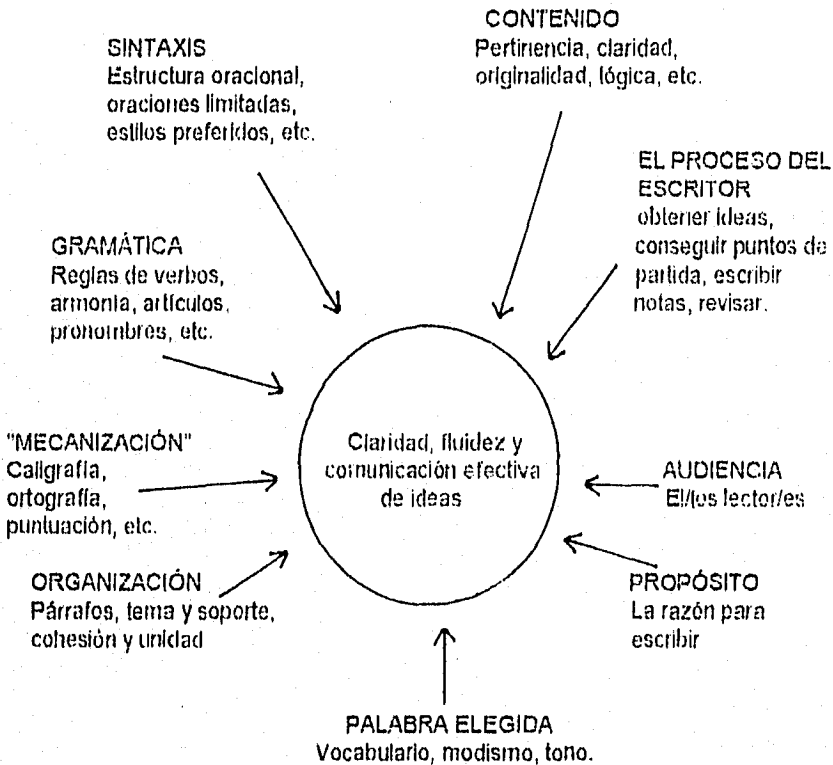 CONTENIDO
Pertinencia, claridad,
originalidad, lógica, etc.
SINTAXIS
Estructura oracional,
oraciones limitadas,
estilos preferidos, etc.
EL PROCESO DEL
ESCRITOR
obtener ideas,
conseguir puntos de
partida, escribir
notas, revisar.
GRAMÁTICA
Reglas de verbos,
armonía, artículos,
pronombres, etc.
"MECANIZACIÓN"
Caligrafía,
ortografía,
puntuación, etc.
Claridad, fluidez y
comunicación efectiva
de ideas
AUDIENCIA
El/los lector/es
ORGANIZACIÓN
Párrafos, tema y soporte,
cohesión y unidad
PROPÓSITO
La razón para
escribir
PALABRA ELEGIDA
Vocabulario, modismo, tono.